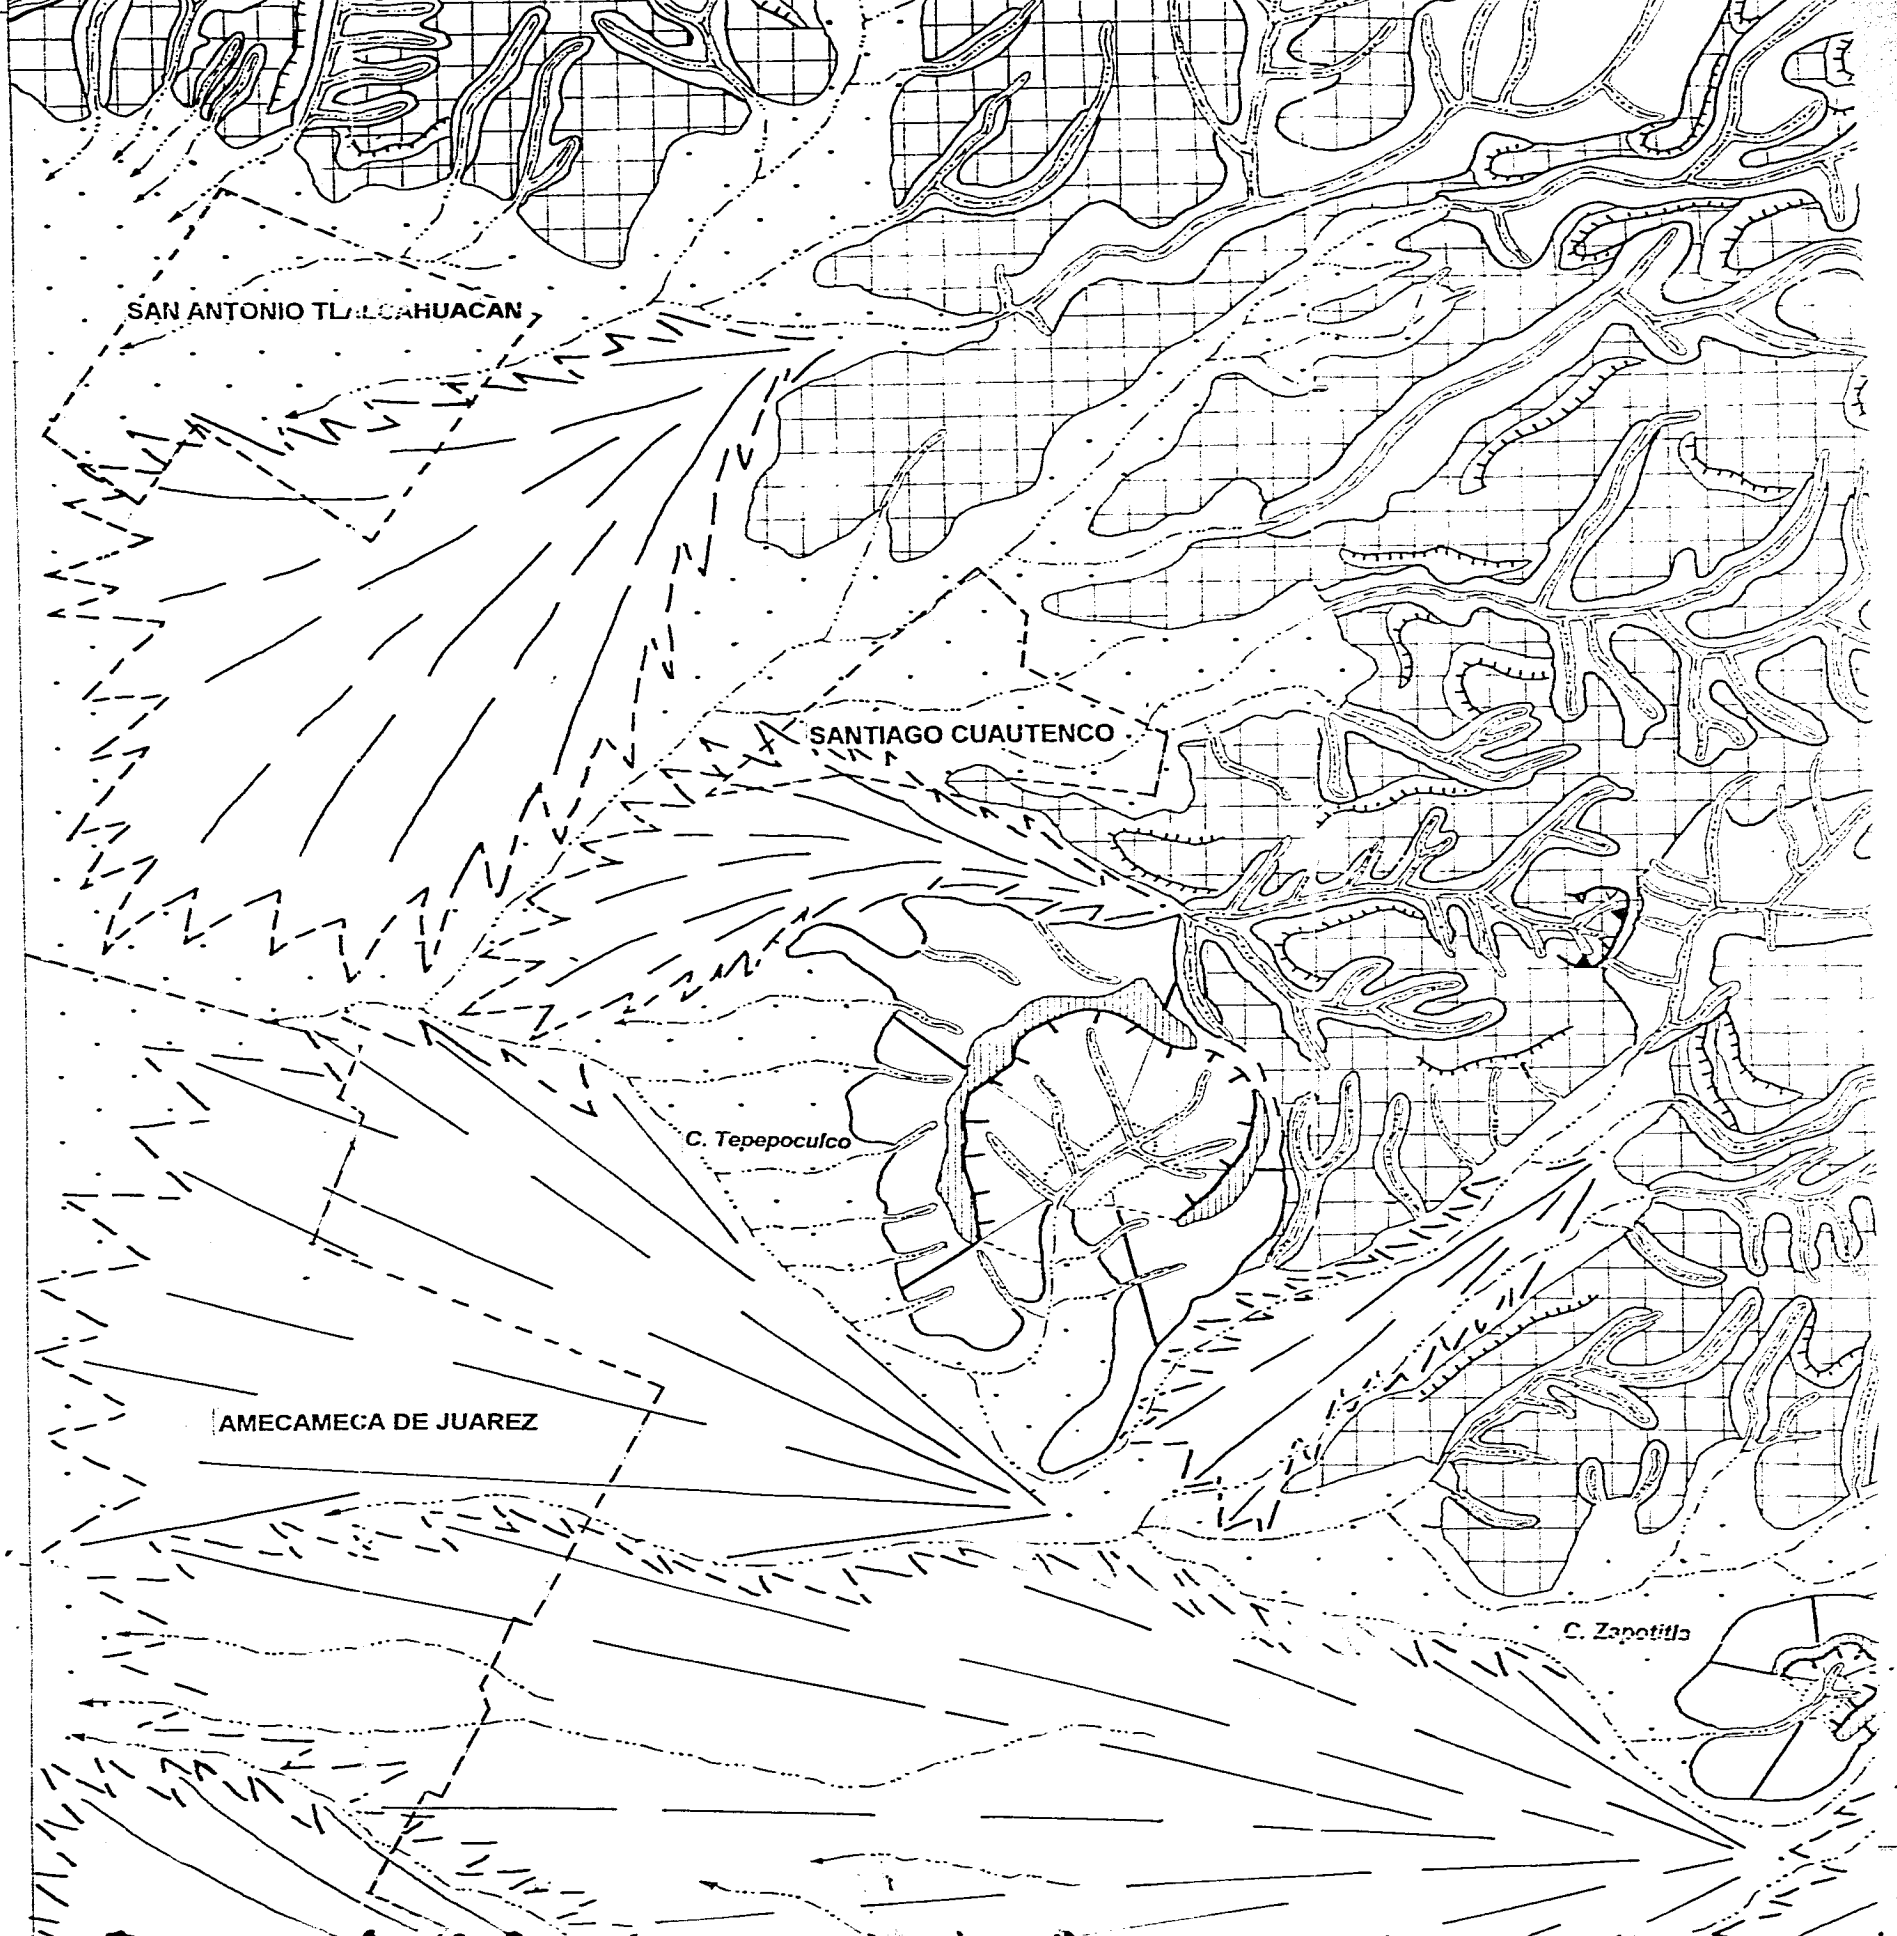 SAN ANTONIO TLALCAHUACAN
SANTIAGO CUAUTENCO
C. Tepepoculco
AMECAMECA DE JUAREZ
C. Zapotitla